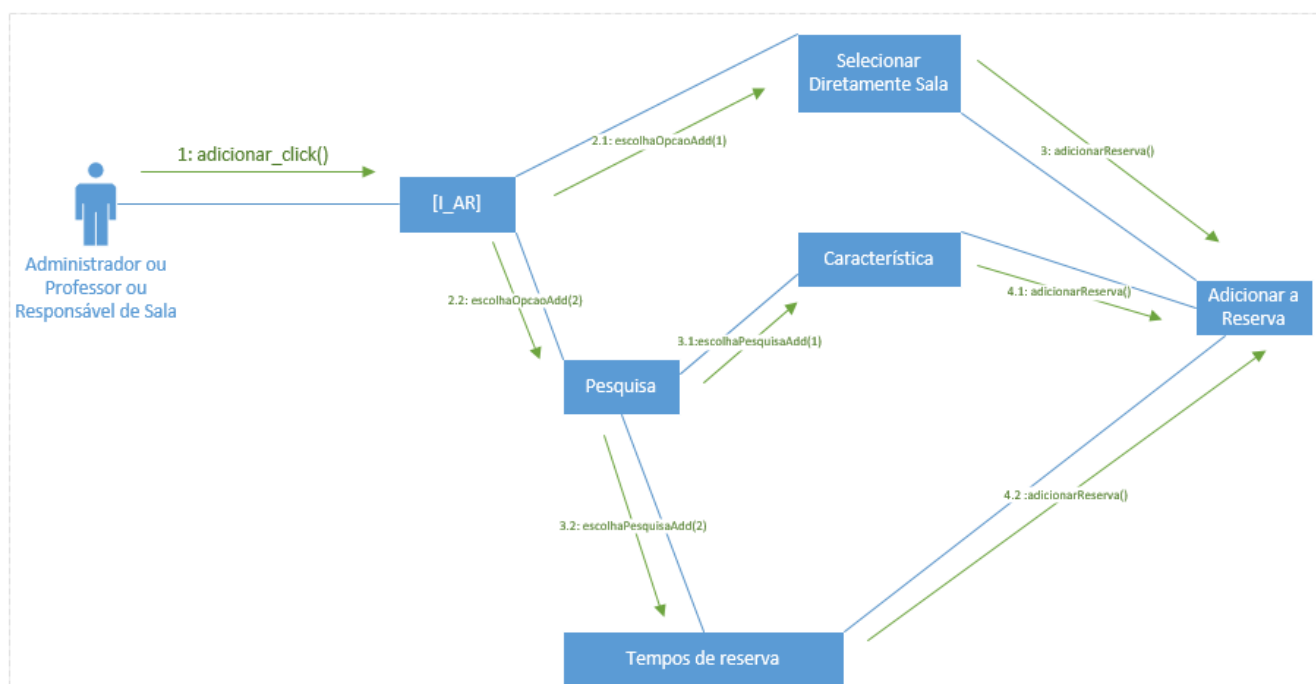 Selecionar
Diretamente Sala
2.1: escolhaOpcaoAdd(1)
1: adicionar_click()
3: adicionarReserva()
[I_AR]
Administrador ou
Professor ou
Responsável de Sala
Característica
2.2: escolhaOpcaoAdd(2)
4.1: adicionarReserva()
Adicionar a
Reserva
3.1:escolhaPesquisaAdd(1)
Pesquisa
4.2 :adicionarReserva()
3.2: escolhaPesquisaAdd(2)
Tempos de reserva